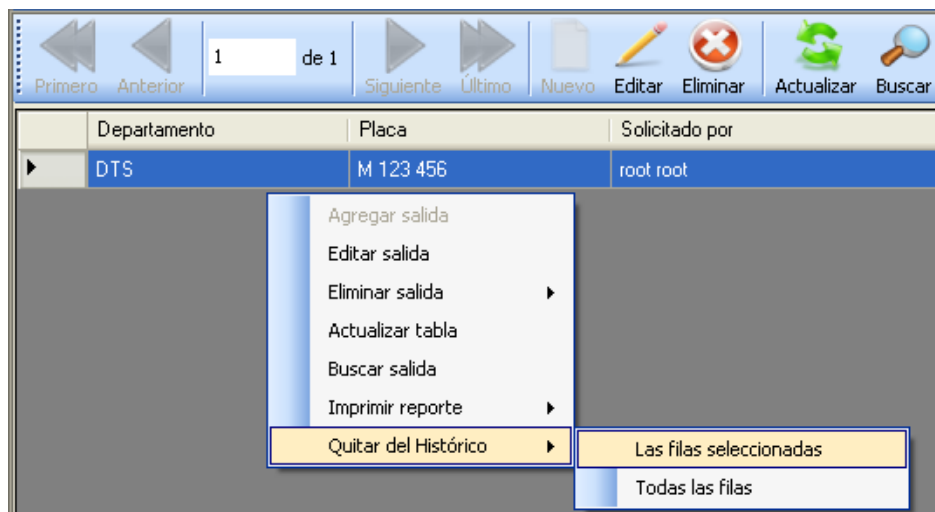 1 de 1
Primero Anterior Siguiente Último Nuevo Editar Eliminar Actualizar Buscar
Departamento Placa Solicitado por
DTS M 123 456 root root
Agregar salida
Editar salida
Eliminar salida
Actualizar tabla
Buscar salida
Imprimir reporte
Quitar del Histórico
Las filas seleccionadas
Todas las filas